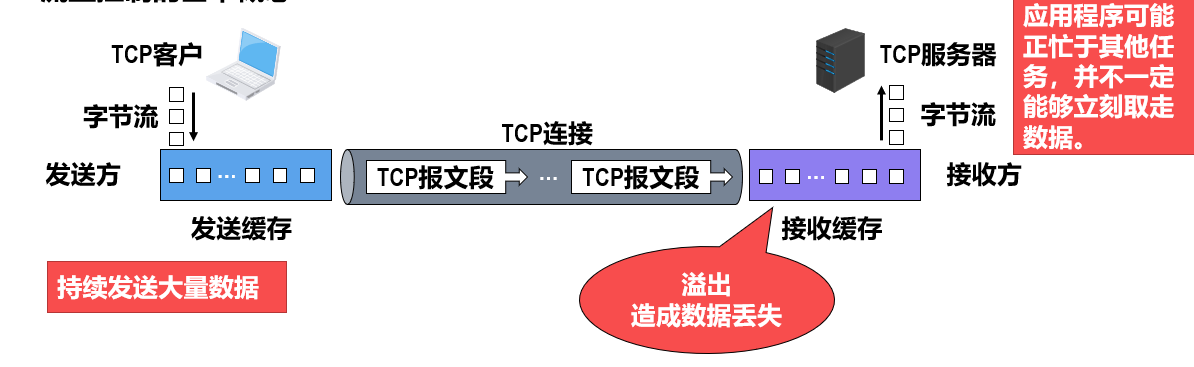 TCP客户
TCP服务器
应用程序可能
正忙于其他任
务，并不一定
能够立刻取走
数据。
字节流
字节流
TCP连接
发送方
… 
TCP报文段
…
TCP报文段
…
接收方
发送缓存
接收缓存
持续发送大量数据
溢出
造成数据丢失